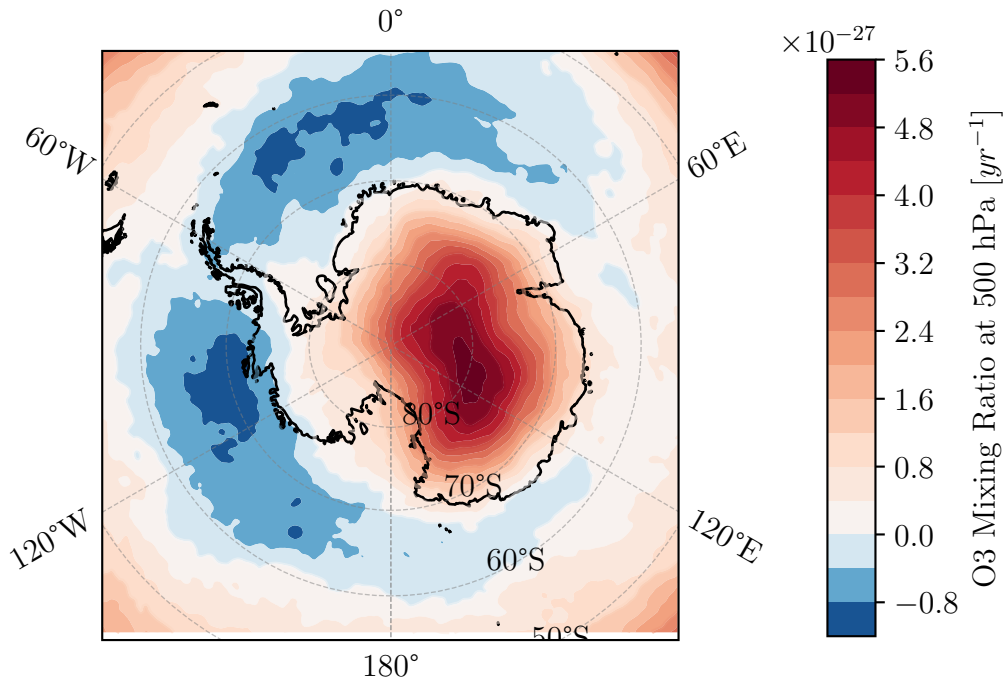 0°
×10⁻²⁷
60°W
60°E
5.6
4.8
4.0
3.2
2.4
1.6
0.8
0.0
−0.8
O3 Mixing Ratio at 500 hPa [yr⁻¹]
80°S
70°S
60°S
50°S
120°W
120°E
180°